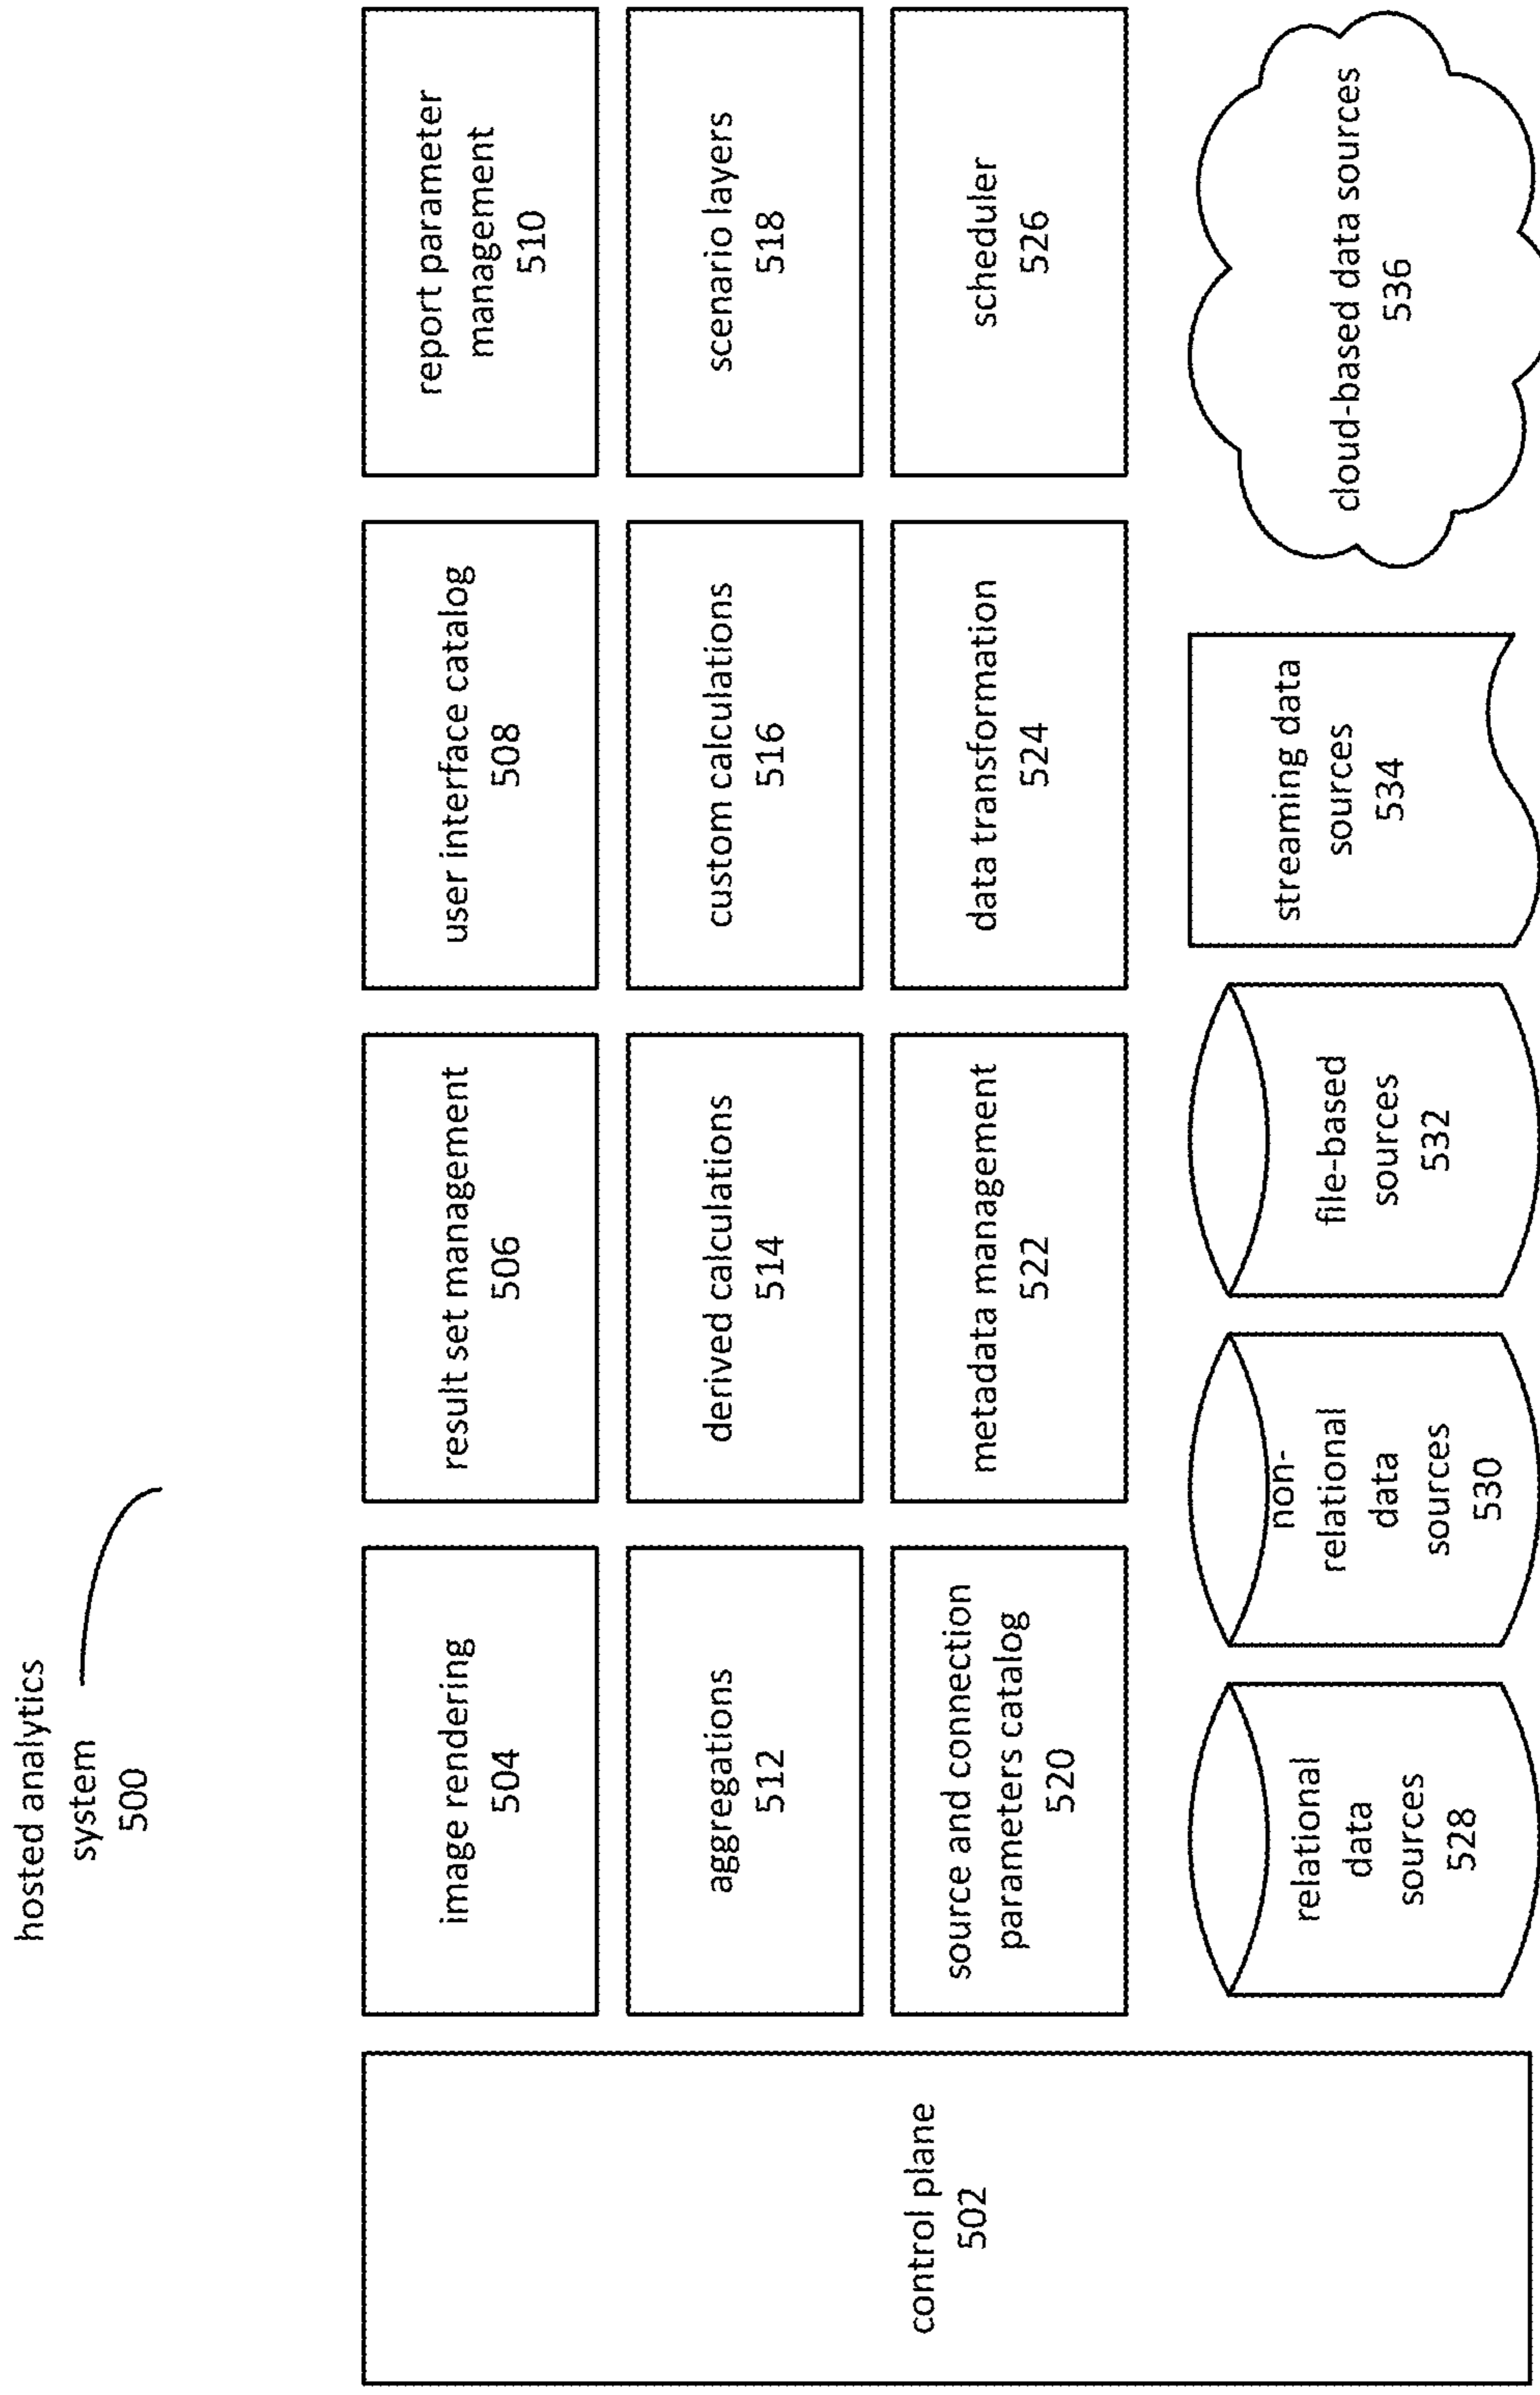 hosted analytics
system
500
control plane
502
image rendering
504
result set management
506
user interface catalog
508
report parameter
management
510
aggregations
512
derived calculations
514
custom calculations
516
scenario layers
518
source and connection
parameters catalog
520
metadata management
522
data transformation
524
scheduler
526
relational
data
sources
528
non-
relational
data
sources
530
file-based
sources
532
streaming data
sources
534
cloud-based data sources
536